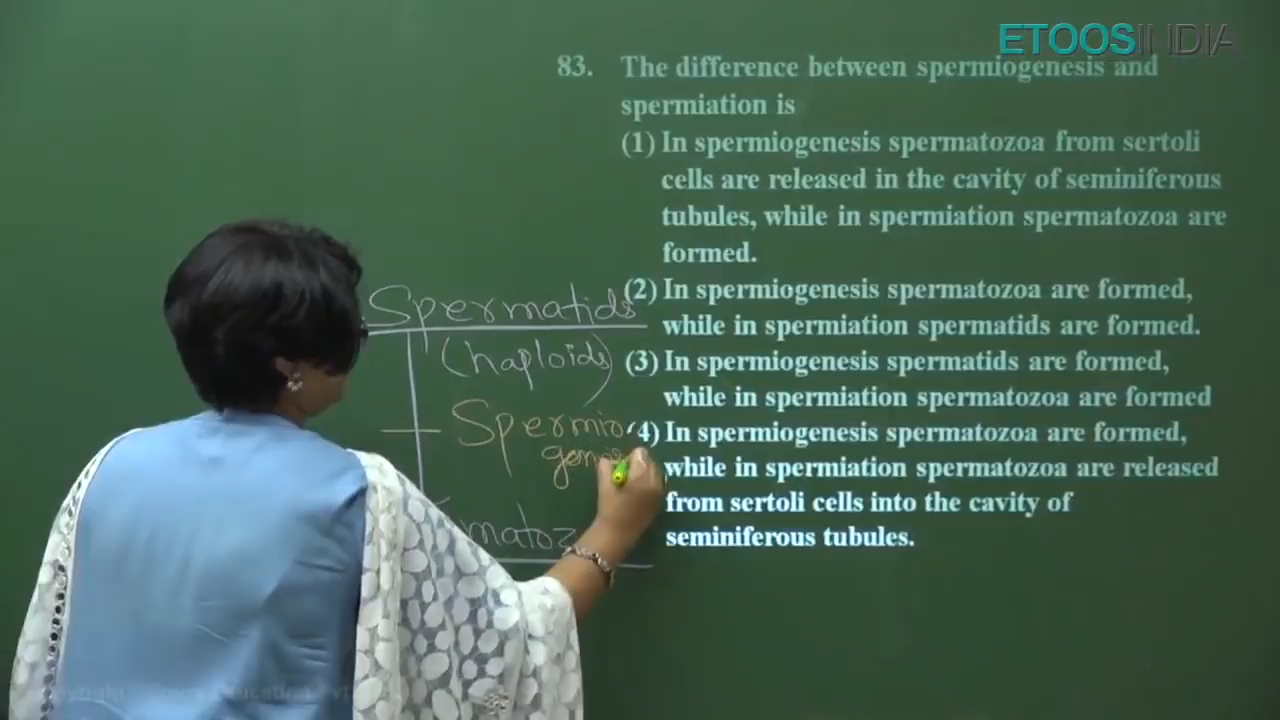 ETOOSINDIA
83. The difference between spermiogenesis and
spermiation is
(1) In spermiogenesis spermatozoa from sertoli
cells are released in the cavity of seminiferous
tubules, while in spermiation spermatozoa are
formed.
(2) In spermiogenesis spermatozoa are formed,
while in spermiation spermatids are formed.
(3) In spermiogenesis spermatids are formed,
while in spermiation spermatozoa are formed
(4) In spermiogenesis spermatozoa are formed,
while in spermiation spermatozoa are released
from sertoli cells into the cavity of
seminiferous tubules.
Spermatids
(haploids)
Spermio
gene
matoz